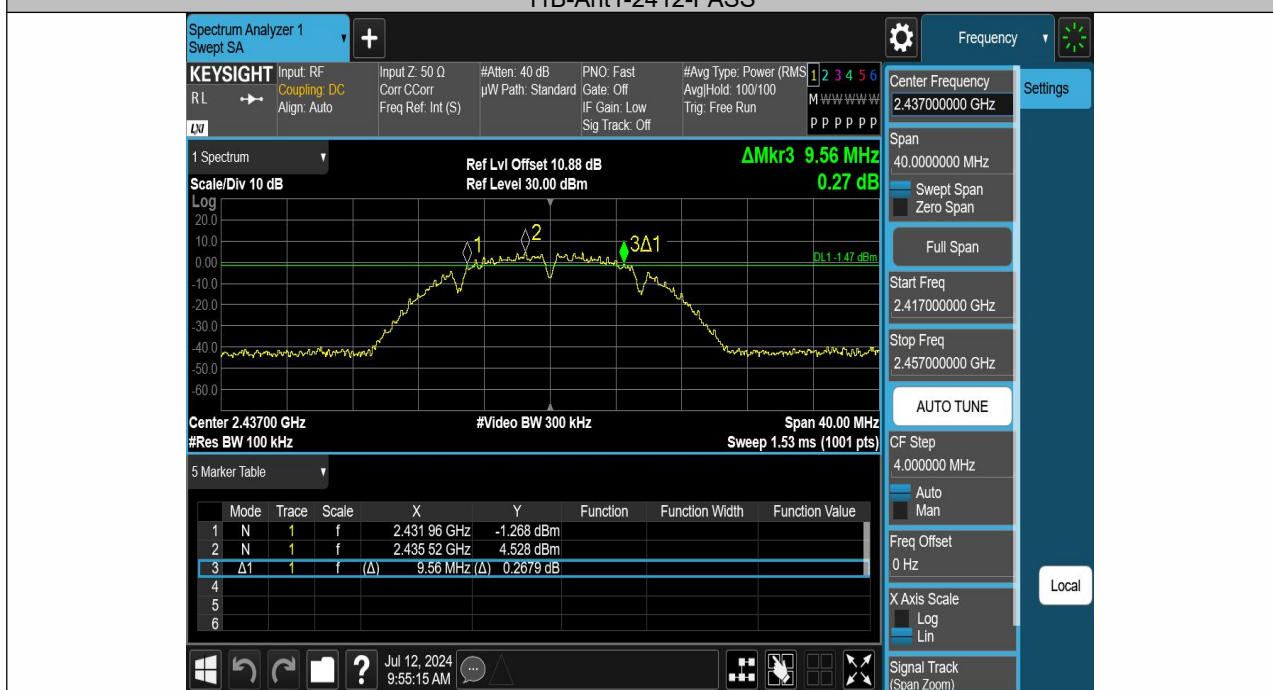 11B-Ant1-2412-PASS
Spectrum Analyzer 1
Swept SA
Frequency
KEYSIGHT
RL
LXI
Input: RF
Coupling: DC
Align: Auto
Input Z: 50 Ω
Corr CCorr
Freq Ref: Int (S)
#Atten: 40 dB
µW Path: Standard
PNO: Fast
Gate: Off
IF Gain: Low
Sig Track: Off
#Avg Type: Power (RMS
Avg|Hold: 100/100
Trig: Free Run
1 2 3 4 5 6
M W W W W W
P P P P P P
1 Spectrum
Scale/Div 10 dB
Ref Lvl Offset 10.88 dB
Ref Level 30.00 dBm
ΔMkr3 9.56 MHz
0.27 dB
Log
20.0
10.0
0.00
-10.0
-20.0
-30.0
-40.0
-50.0
-60.0
1
2
3Δ1
DL1 -1.47 dBm
Center 2.43700 GHz
#Res BW 100 kHz
#Video BW 300 kHz
Span 40.00 MHz
Sweep 1.53 ms (1001 pts)
5 Marker Table
Mode Trace Scale X Y Function Function Width Function Value
1 N 1 f 2.431 96 GHz -1.268 dBm
2 N 1 f 2.435 52 GHz 4.528 dBm
3 Δ1 1 f (Δ) 9.56 MHz (Δ) 0.2679 dB
4
5
6
Jul 12, 2024
9:55:15 AM
Center Frequency
2.437000000 GHz
Settings
Span
40.0000000 MHz
Swept Span
Zero Span
Full Span
Start Freq
2.417000000 GHz
Stop Freq
2.457000000 GHz
AUTO TUNE
CF Step
4.000000 MHz
Auto
Man
Freq Offset
0 Hz
Local
X Axis Scale
Log
Lin
Signal Track
(Span Zoom)